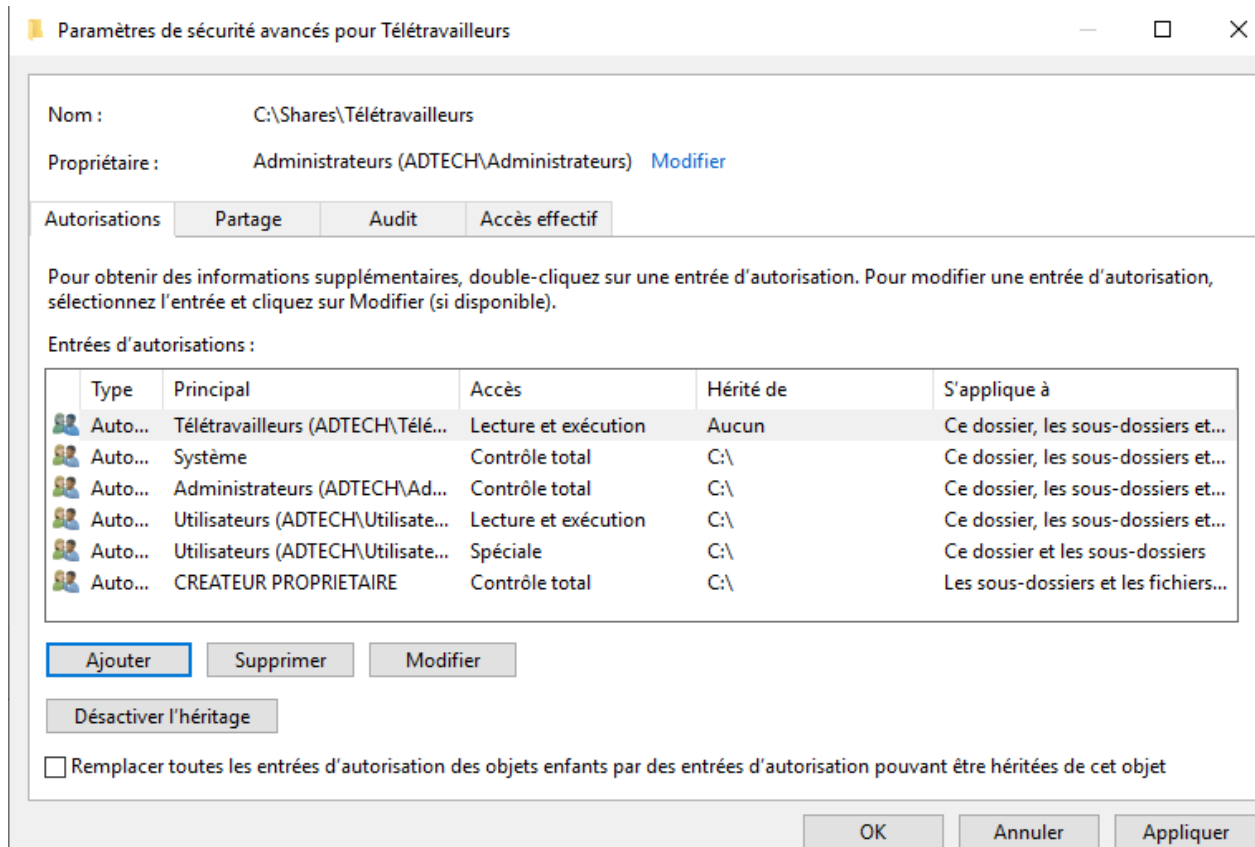 Paramètres de sécurité avancés pour Télétravailleurs
Nom : C:\Shares\Télétravailleurs
Propriétaire : Administrateurs (ADTECH\Administrateurs) Modifier
Autorisations Partage Audit Accès effectif
Pour obtenir des informations supplémentaires, double-cliquez sur une entrée d'autorisation. Pour modifier une entrée d'autorisation,
sélectionnez l'entrée et cliquez sur Modifier (si disponible).
Entrées d'autorisations :
Type Principal Accès Hérité de S'applique à
Auto... Télétravailleurs (ADTECH\Télé... Lecture et exécution Aucun Ce dossier, les sous-dossiers et...
Auto... Système Contrôle total C:\ Ce dossier, les sous-dossiers et...
Auto... Administrateurs (ADTECH\Ad... Contrôle total C:\ Ce dossier, les sous-dossiers et...
Auto... Utilisateurs (ADTECH\Utilisate... Lecture et exécution C:\ Ce dossier, les sous-dossiers et...
Auto... Utilisateurs (ADTECH\Utilisate... Spéciale C:\ Ce dossier et les sous-dossiers
Auto... CREATEUR PROPRIETAIRE Contrôle total C:\ Les sous-dossiers et les fichiers...
Ajouter Supprimer Modifier
Désactiver l'héritage
Remplacer toutes les entrées d'autorisation des objets enfants par des entrées d'autorisation pouvant être héritées de cet objet
OK Annuler Appliquer